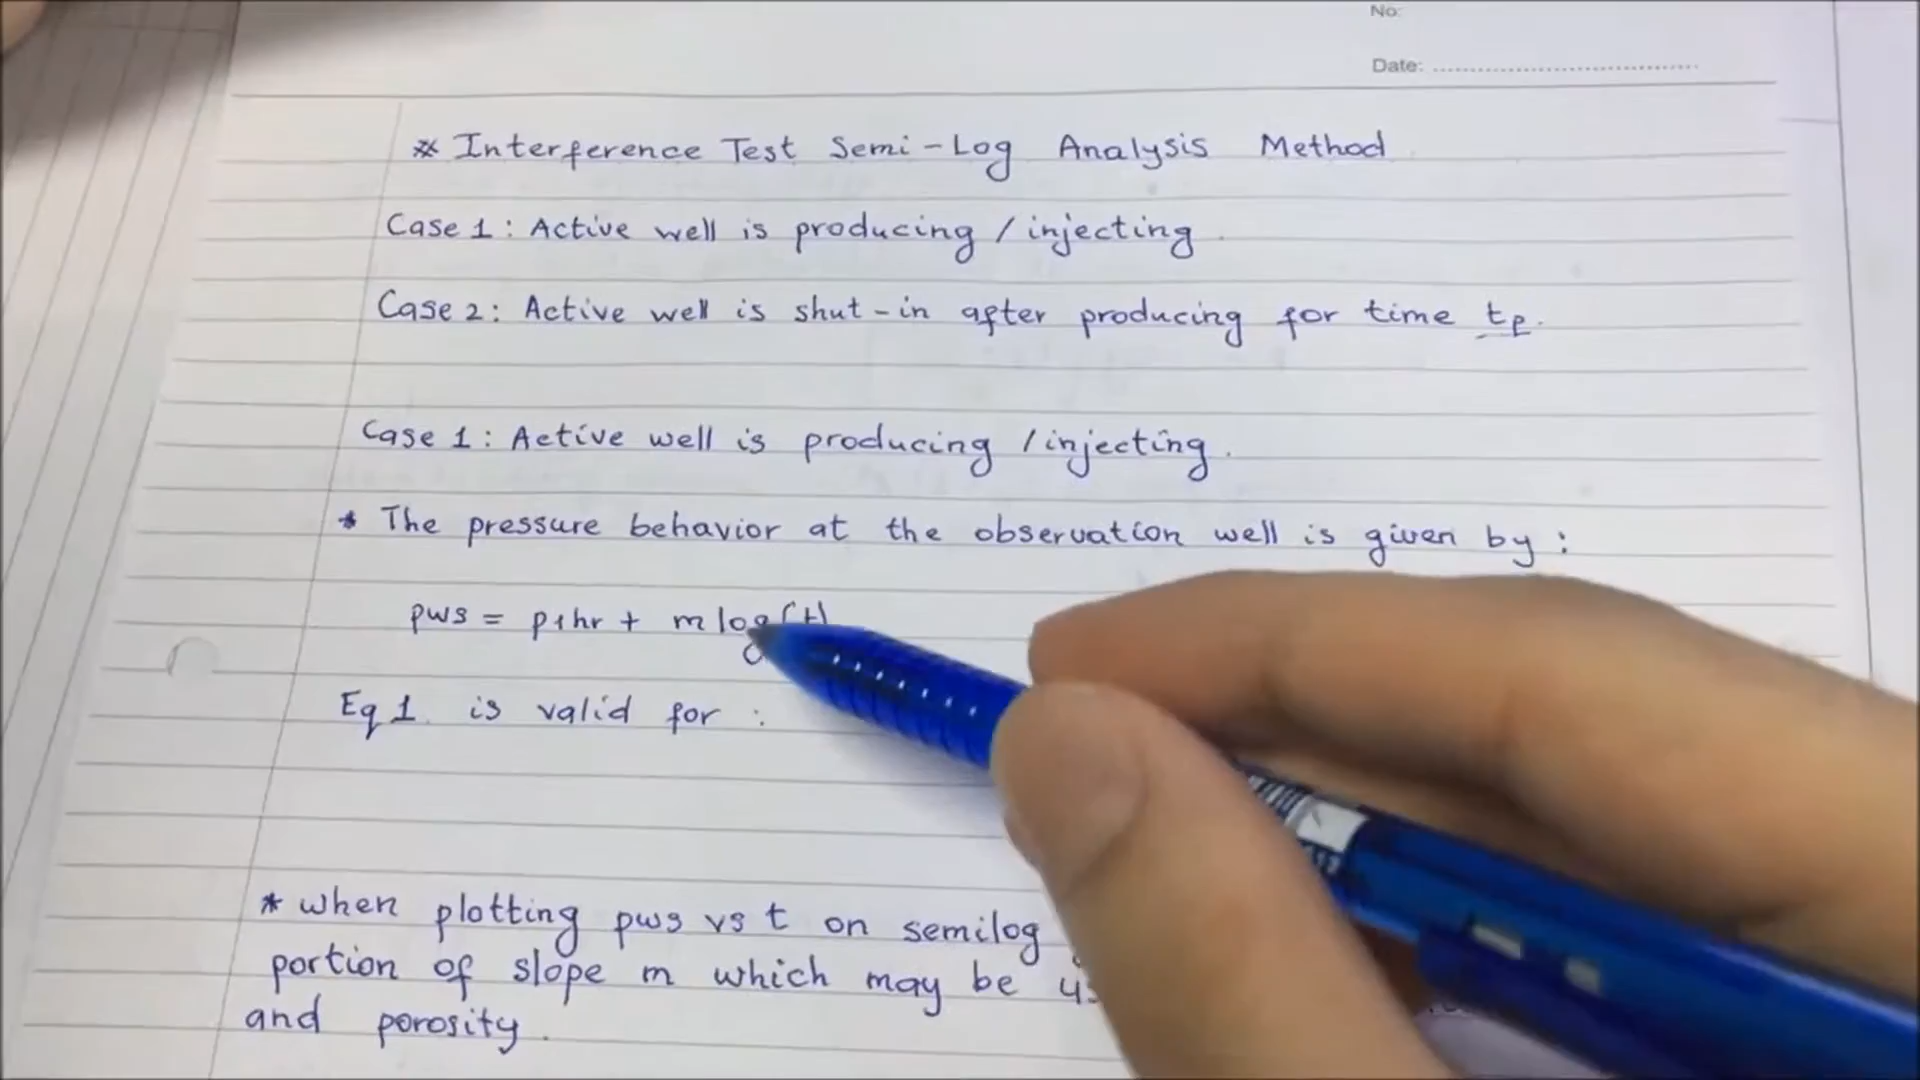 No:
Date:
* Interference Test Semi-Log Analysis Method
Case 1: Active well is producing / injecting.
Case 2: Active well is shut-in after producing for time tp.
Case 1: Active well is producing / injecting.
* The pressure behavior at the observation well is given by:
pws = p1hr + m log(t)
Eq 1 is valid for:
* when plotting pws vs t on semilog
portion of slope m which may be
and porosity.